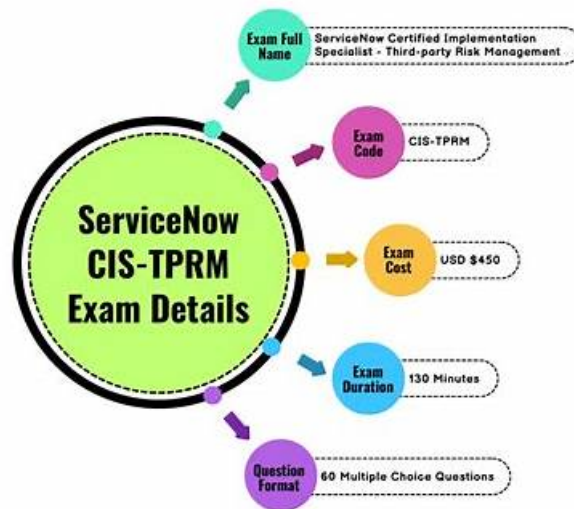 Exam Full
Name
ServiceNow Certified Implementation
Specialist - Third-party Risk Management
Exam
Code
CIS-TPRM
ServiceNow
CIS-TPRM
Exam Details
Exam
Cost
USD $450
Exam
Duration
130 Minutes
Question
Format
60 Multiple Choice Questions